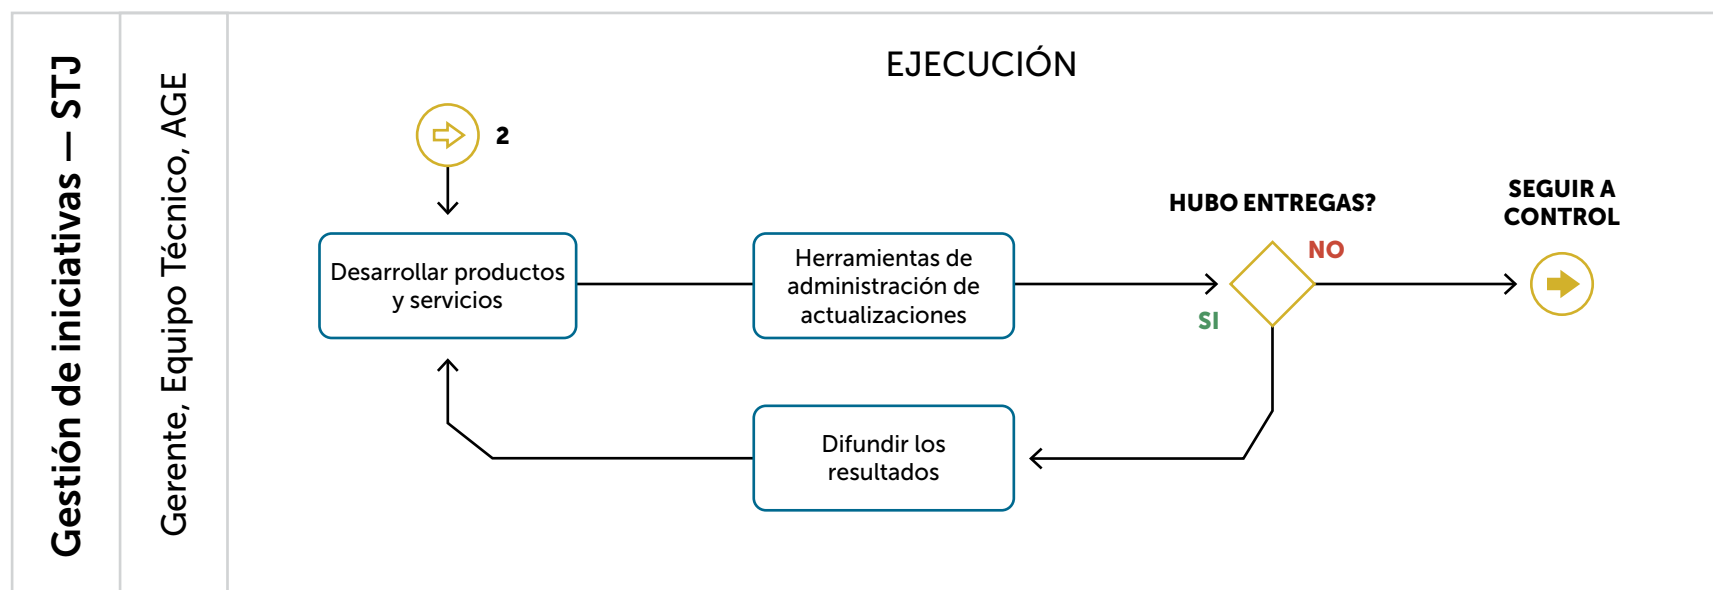 Gestión de iniciativas — STJ
Gerente, Equipo Técnico, AGE
EJECUCIÓN
2
Desarrollar productos
y servicios
Herramientas de
administración de
actualizaciones
HUBO ENTREGAS?
NO
SI
SEGUIR A
CONTROL
Difundir los
resultados